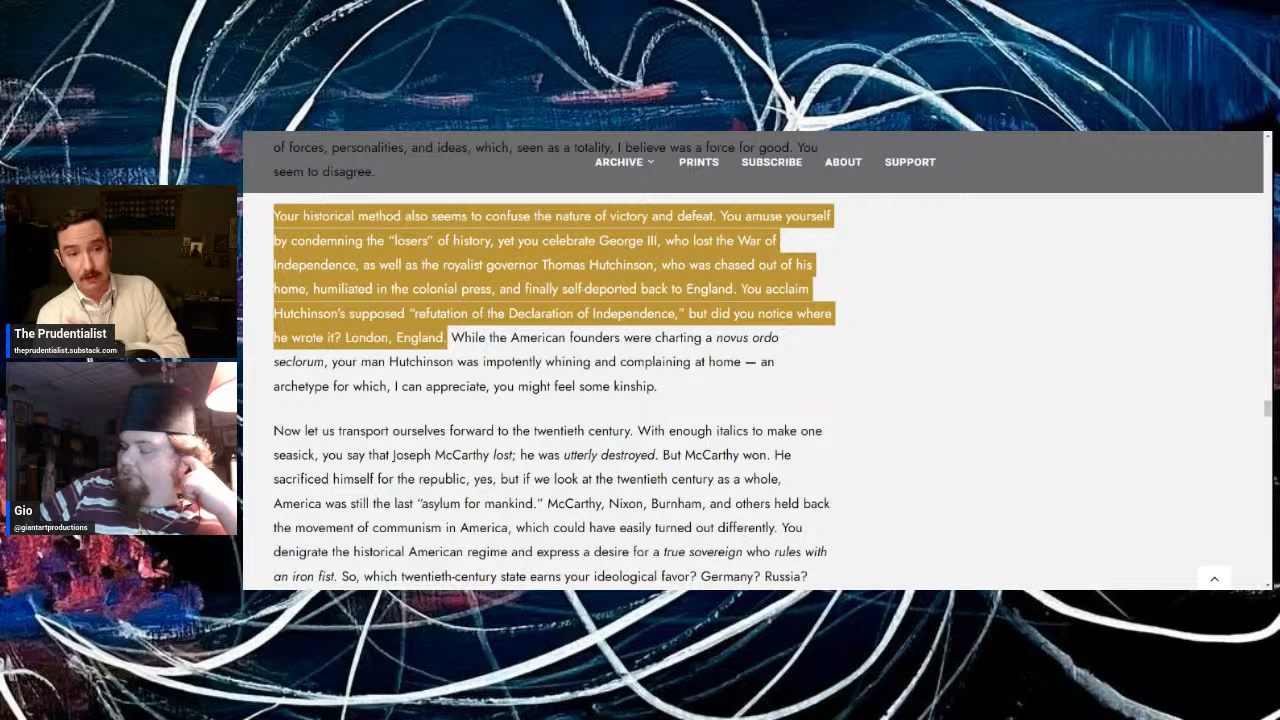 of forces, personalities, and ideas, which, seen as a totality, I believe was a force for good. You
seem to disagree.
ARCHIVE PRINTS SUBSCRIBE ABOUT SUPPORT
Your historical method also seems to confuse the nature of victory and defeat. You amuse yourself
by condemning the “losers” of history, yet you celebrate George III, who lost the War of
Independence, as well as the royalist governor Thomas Hutchinson, who was chased out of his
home, humiliated in the colonial press, and finally self-deported back to England. You acclaim
Hutchinson’s supposed “refutation of the Declaration of Independence,” but did you notice where
he wrote it? London, England. While the American founders were charting a novus ordo
seclorum, your man Hutchinson was impotently whining and complaining at home — an
archetype for which, I can appreciate, you might feel some kinship.
Now let us transport ourselves forward to the twentieth century. With enough italics to make one
seasick, you say that Joseph McCarthy lost; he was utterly destroyed. But McCarthy won. He
sacrificed himself for the republic, yes, but if we look at the twentieth century as a whole,
America was still the last “asylum for mankind.” McCarthy, Nixon, Burnham, and others held back
the movement of communism in America, which could have easily turned out differently. You
denigrate the historical American regime and express a desire for a true sovereign who rules with
an iron fist. So, which twentieth-century state earns your ideological favor? Germany? Russia?
The Prudentialist
theprudentialist.substack.com
Gio
@giantartproductions